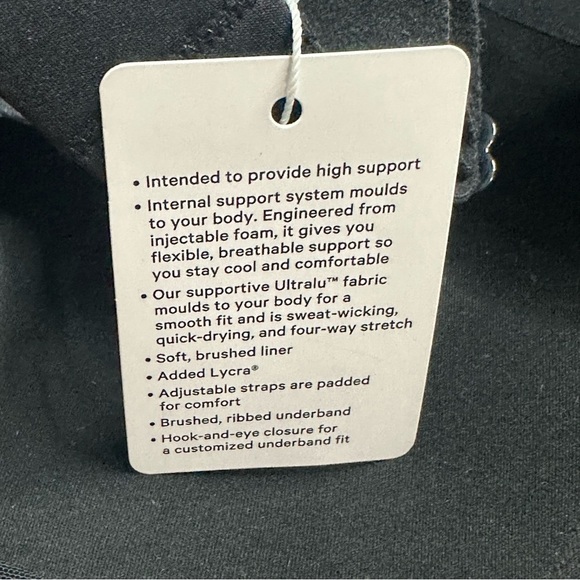 • Intended to provide high support
• Internal support system moulds
to your body. Engineered from
injectable foam, it gives you
flexible, breathable support so
you stay cool and comfortable
• Our supportive Ultralu™ fabric
moulds to your body for a
smooth fit and is sweat-wicking,
quick-drying, and four-way stretch
• Soft, brushed liner
• Added Lycra®
• Adjustable straps are padded
for comfort
• Brushed, ribbed underband
• Hook-and-eye closure for
a customized underband fit